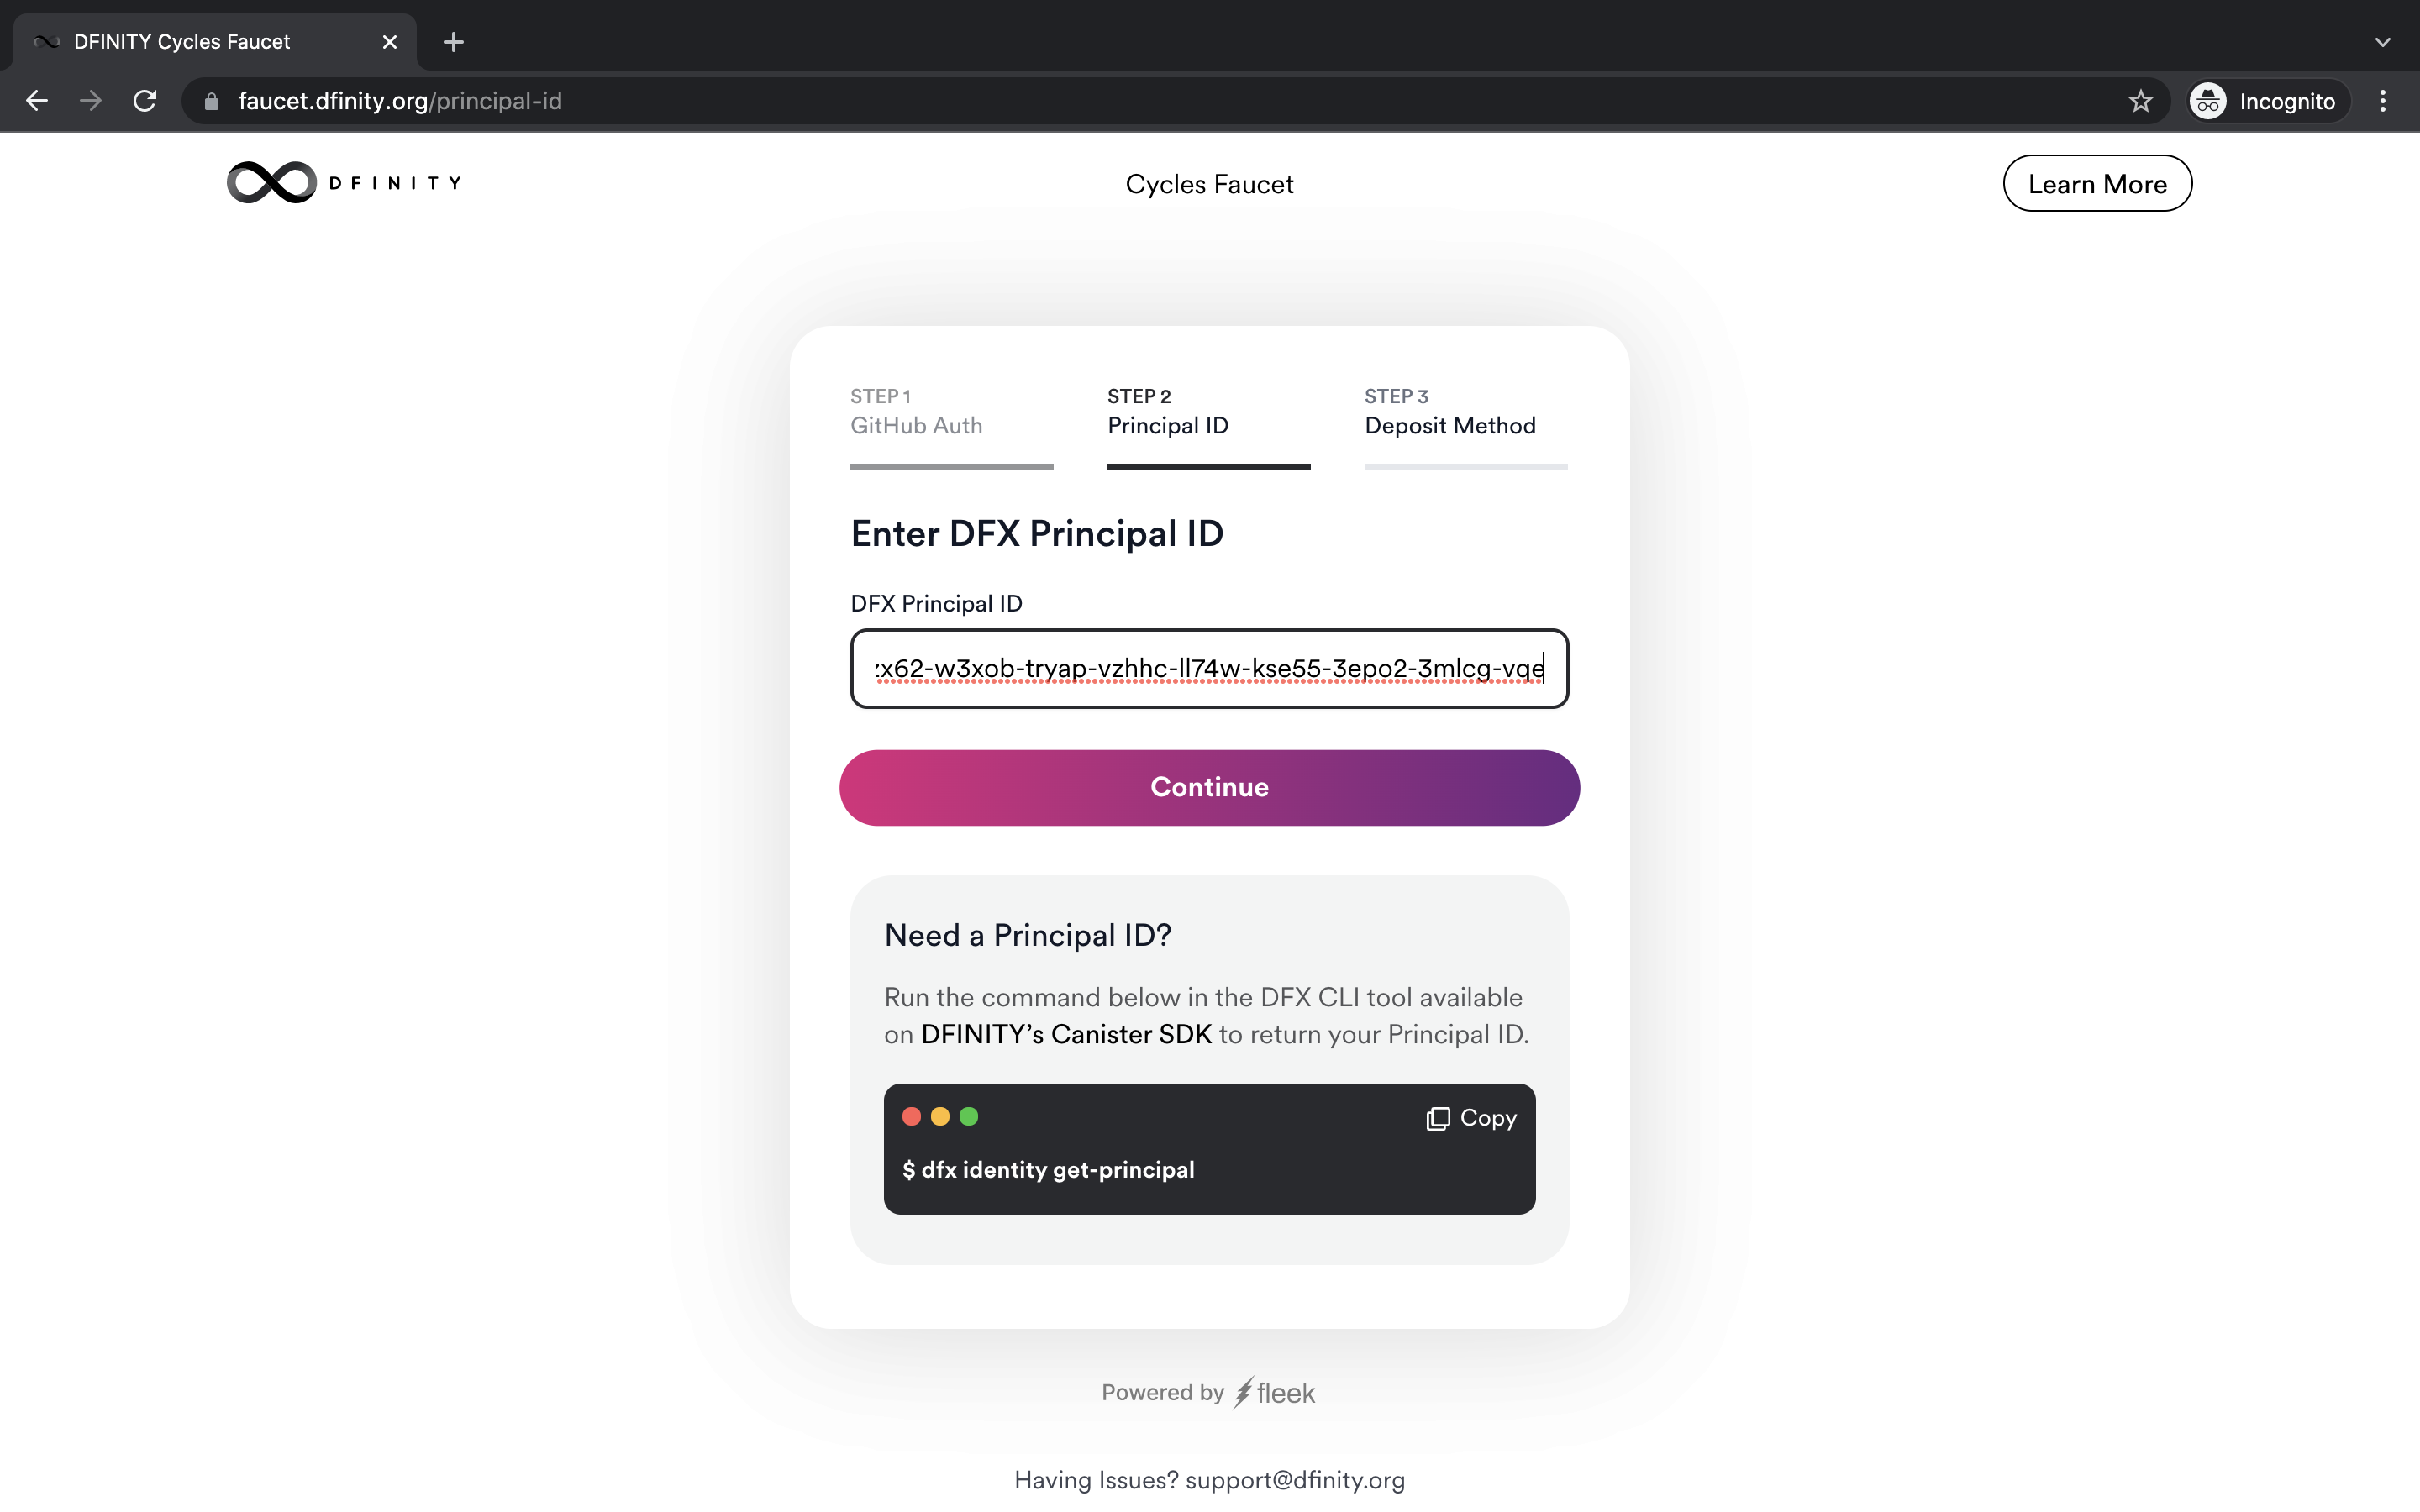 DFINITY Cycles Faucet
faucet.dfinity.org/principal-id
Incognito
DFINITY
Cycles Faucet
Learn More
STEP 1
GitHub Auth
STEP 2
Principal ID
STEP 3
Deposit Method
Enter DFX Principal ID
DFX Principal ID
zx62-w3xob-tryap-vzhhc-ll74w-kse55-3epo2-3mlcg-vqe
Continue
Need a Principal ID?
Run the command below in the DFX CLI tool available
on DFINITY’s Canister SDK to return your Principal ID.
Copy
$ dfx identity get-principal
Powered by fleek
Having Issues? support@dfinity.org